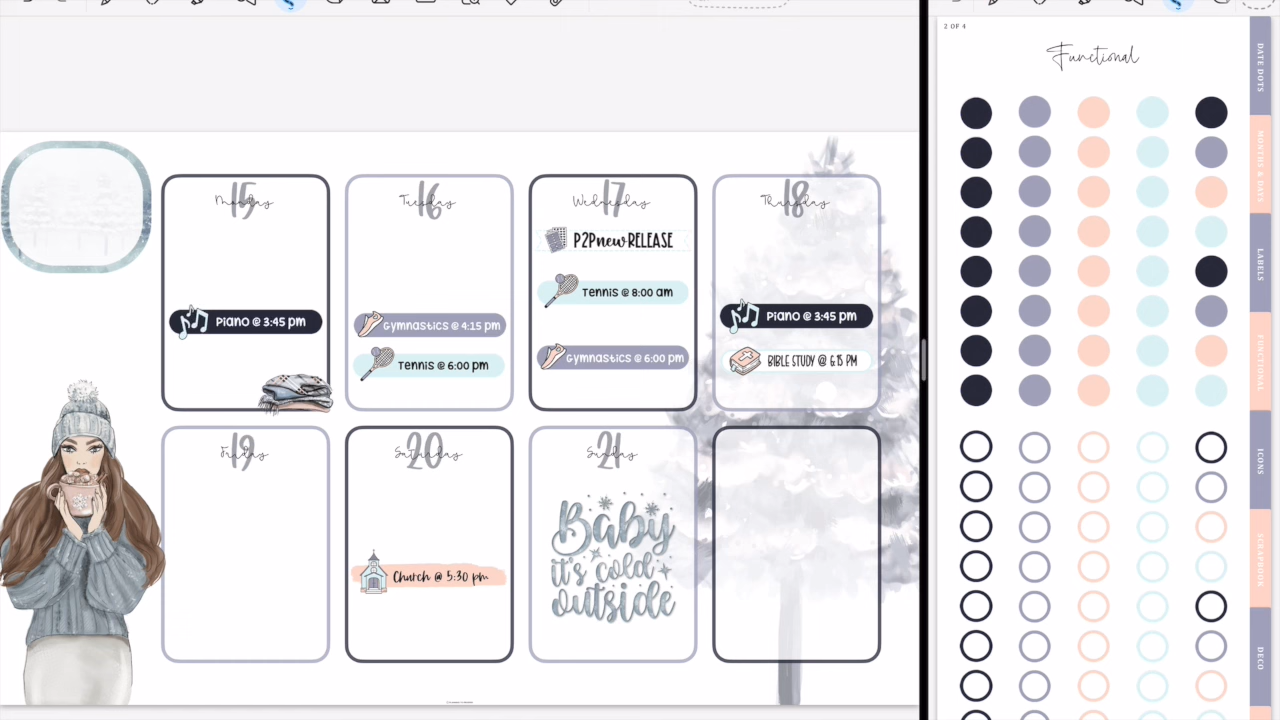 Monday 15
Piano @ 3:45 pm
Tuesday 16
Gymnastics @ 4:15 pm
Tennis @ 6:00 pm
Wednesday 17
P2P new RELEASE
Tennis @ 8:00 am
Gymnastics @ 6:00 pm
Thursday 18
Piano @ 3:45 pm
BIBLE STUDY @ 6:15 PM
Friday 19
Saturday 20
Church @ 5:30 pm
Sunday 21
Baby
it's cold
outside
2 OF 4
Functional
DATE DOTS
MONTHS & DAYS
LABELS
FUNCTIONAL
ICONS
SCRAPBOOK
DECO